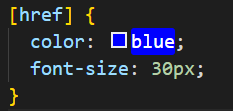 [href] {
  color: blue;
  font-size: 30px;
}